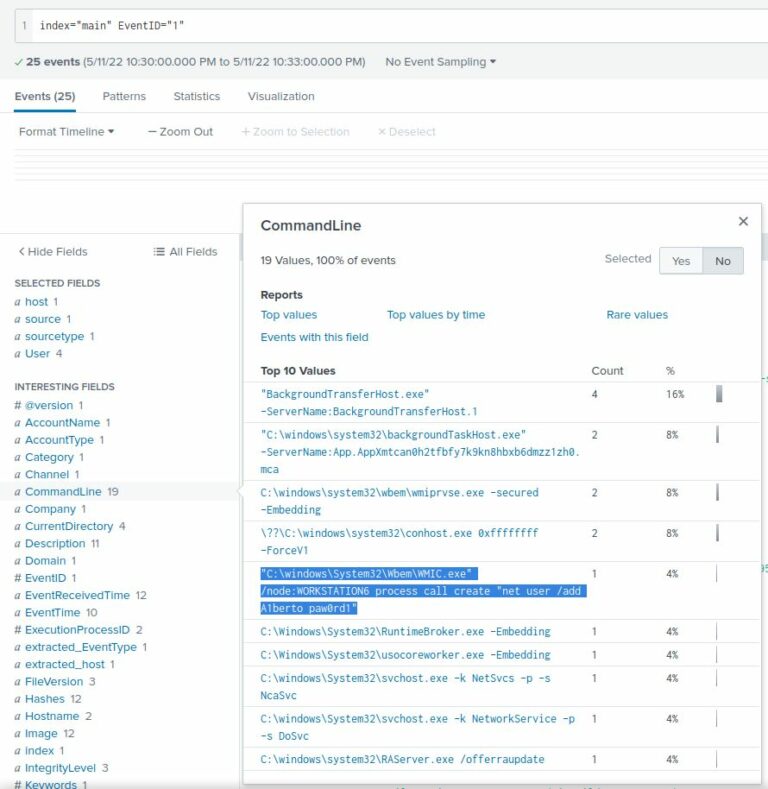 1 index="main" EventID="1"
✓ 25 events (5/11/22 10:30:00.000 PM to 5/11/22 10:33:00.000 PM) No Event Sampling ▾
Events (25) Patterns Statistics Visualization
Format Timeline ▾ — Zoom Out + Zoom to Selection × Deselect
< Hide Fields All Fields
SELECTED FIELDS
a host 1
a source 1
a sourcetype 1
a User 4
INTERESTING FIELDS
# @version 1
a AccountName 1
a AccountType 1
a Category 1
a Channel 1
a CommandLine 19
a Company 1
a CurrentDirectory 4
a Description 11
a Domain 1
# EventID 1
a EventReceivedTime 12
a EventTime 10
# ExecutionProcessID 2
a extracted_EventType 1
a extracted_host 1
a FileVersion 3
a Hashes 12
a Hostname 2
a Image 12
a index 1
a IntegrityLevel 3
# Keywords 1
CommandLine ×
19 Values, 100% of events Selected Yes No
Reports
Top values Top values by time Rare values
Events with this field
Top 10 Values Count %
"BackgroundTransferHost.exe" 4 16%
-ServerName:BackgroundTransferHost.1
"C:\windows\system32\backgroundTaskHost.exe" 2 8%
-ServerName:App.AppXmtcan0h2tfbfy7k9kn8hbxb6dmzz1zh0.
mca
C:\windows\system32\wbem\wmiprvse.exe -secured 2 8%
-Embedding
\??\C:\windows\system32\conhost.exe 0xffffffff 2 8%
-ForceV1
"C:\windows\System32\Wbem\WMIC.exe" 1 4%
/node:WORKSTATION6 process call create "net user /add
A1berto paw0rd1"
C:\Windows\System32\RuntimeBroker.exe -Embedding 1 4%
C:\Windows\System32\usocoreworker.exe -Embedding 1 4%
C:\Windows\System32\svchost.exe -k NetSvcs -p -s 1 4%
NcaSvc
C:\Windows\System32\svchost.exe -k NetworkService -p 1 4%
-s DoSvc
C:\windows\system32\RAServer.exe /offerraupdate 1 4%